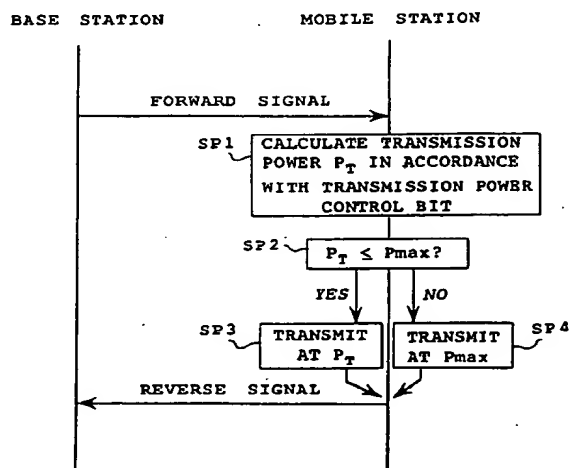 BASE STATION
MOBILE STATION
FORWARD SIGNAL
SP1
CALCULATE TRANSMISSION
POWER PT IN ACCORDANCE
WITH TRANSMISSION POWER
CONTROL BIT
SP2
PT ≤ Pmax?
YES
NO
SP3
TRANSMIT
AT PT
TRANSMIT
AT Pmax
SP4
REVERSE SIGNAL